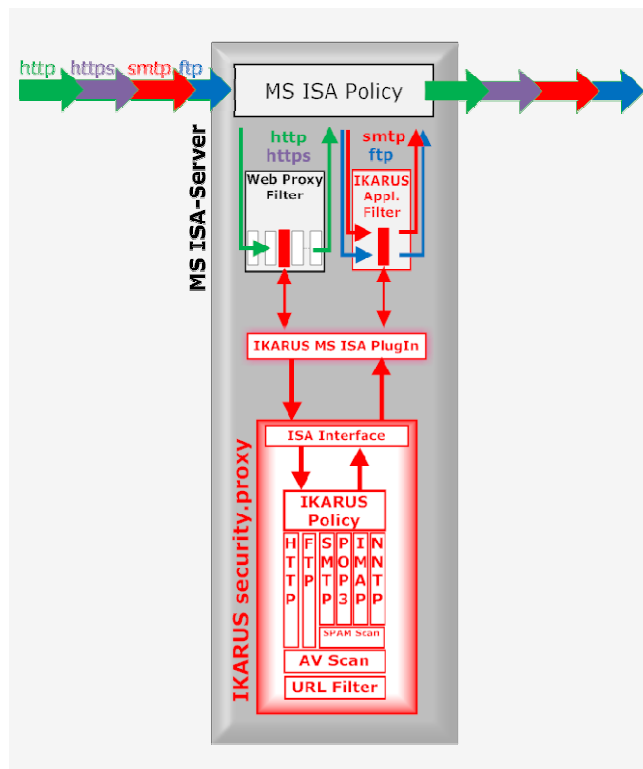 http https smtp ftp
MS ISA Policy
http
https
smtp
ftp
Web Proxy
Filter
IKARUS
Appl.
Filter
MS ISA-Server
IKARUS MS ISA PlugIn
IKARUS security.proxy
ISA Interface
IKARUS
Policy
HTTP
FTP
SMTP
POP3
IMAP
NNTP
SPAM Scan
AV Scan
URL Filter